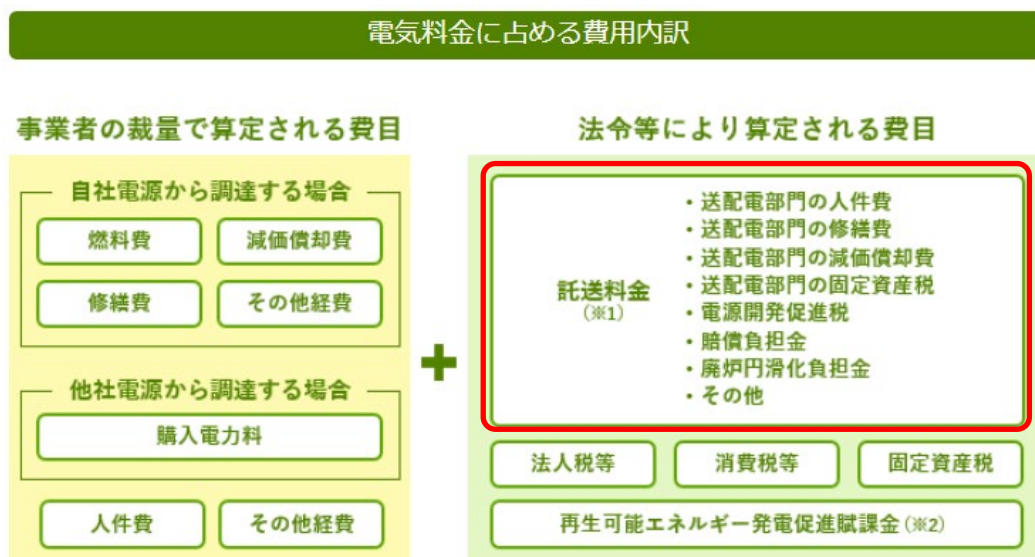 電気料金に占める費用内訳
事業者の裁量で算定される費目
自社電源から調達する場合
燃料費
減価償却費
修繕費
その他経費
他社電源から調達する場合
購入電力料
人件費
その他経費
+
法令等により算定される費目
託送料金
(※1)
・送配電部門の人件費
・送配電部門の修繕費
・送配電部門の減価償却費
・送配電部門の固定資産税
・電源開発促進税
・賠償負担金
・廃炉円滑化負担金
・その他
法人税等
消費税等
固定資産税
再生可能エネルギー発電促進賦課金(※2)